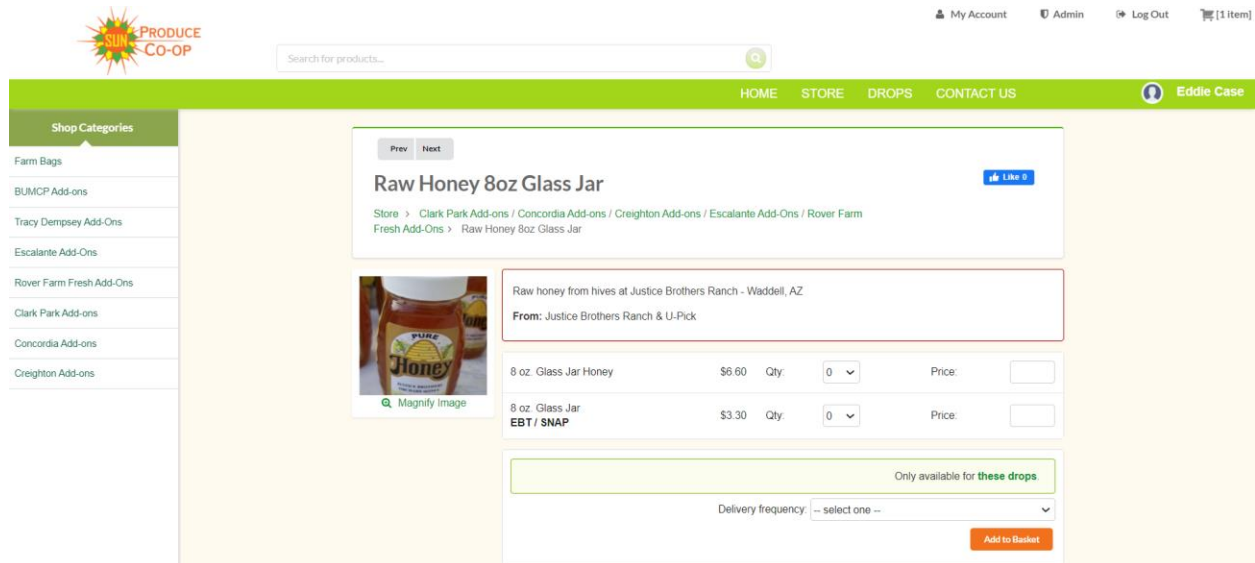 My Account
Admin
Log Out
[1 item]
SUN PRODUCE
CO-OP
Search for products...
HOME STORE DROPS CONTACT US
Eddie Case
Shop Categories
Farm Bags
BUMCP Add-ons
Tracy Dempsey Add-Ons
Escalante Add-Ons
Rover Farm Fresh Add-Ons
Clark Park Add-ons
Concordia Add-ons
Creighton Add-ons
Prev Next
Raw Honey 8oz Glass Jar
Like 0
Store > Clark Park Add-ons / Concordia Add-ons / Creighton Add-ons / Escalante Add-Ons / Rover Farm
Fresh Add-Ons > Raw Honey 8oz Glass Jar
PURE
Honey
Magnify Image
Raw honey from hives at Justice Brothers Ranch - Waddell, AZ
From: Justice Brothers Ranch & U-Pick
8 oz. Glass Jar Honey $6.60 Qty: 0 Price:
8 oz. Glass Jar
EBT / SNAP
$3.30 Qty: 0 Price:
Only available for these drops.
Delivery frequency: -- select one --
Add to Basket